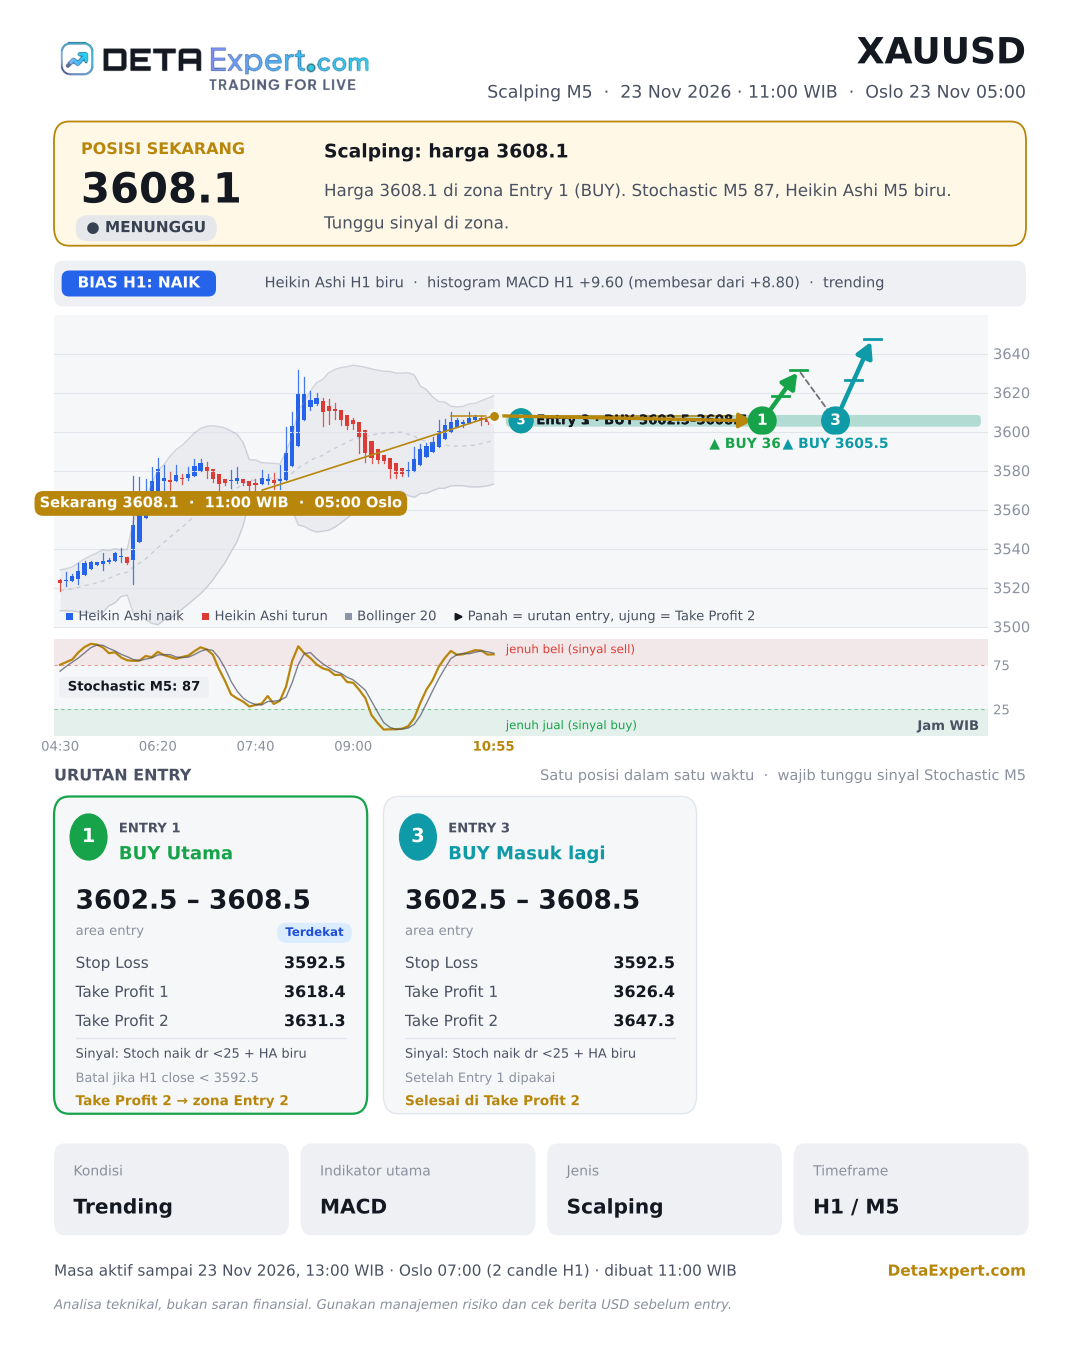 DETA Expert.com
TRADING FOR LIVE
XAUUSD
Scalping M5 · 23 Nov 2026 · 11:00 WIB · Oslo 23 Nov 05:00
POSISI SEKARANG
3608.1
● MENUNGGU
Scalping: harga 3608.1
Harga 3608.1 di zona Entry 1 (BUY). Stochastic M5 87, Heikin Ashi M5 biru.
Tunggu sinyal di zona.
BIAS H1: NAIK
Heikin Ashi H1 biru · histogram MACD H1 +9.60 (membesar dari +8.80) · trending
3640
3620
3600
3580
3560
3540
3520
3500
3 Entry 3 · BUY 3602.5-3608.
1
3
▲ BUY 36
▲ BUY 3605.5
Sekarang 3608.1 · 11:00 WIB · 05:00 Oslo
Heikin Ashi naik
Heikin Ashi turun
Bollinger 20
Panah = urutan entry, ujung = Take Profit 2
jenuh beli (sinyal sell)
75
Stochastic M5: 87
25
jenuh jual (sinyal buy)
Jam WIB
04:30 06:20 07:40 09:00 10:55
URUTAN ENTRY
Satu posisi dalam satu waktu · wajib tunggu sinyal Stochastic M5
1
ENTRY 1
BUY Utama
3602.5 – 3608.5
area entry
Terdekat
Stop Loss 3592.5
Take Profit 1 3618.4
Take Profit 2 3631.3
Sinyal: Stoch naik dr <25 + HA biru
Batal jika H1 close < 3592.5
Take Profit 2 → zona Entry 2
3
ENTRY 3
BUY Masuk lagi
3602.5 – 3608.5
area entry
Stop Loss 3592.5
Take Profit 1 3626.4
Take Profit 2 3647.3
Sinyal: Stoch naik dr <25 + HA biru
Setelah Entry 1 dipakai
Selesai di Take Profit 2
Kondisi
Trending
Indikator utama
MACD
Jenis
Scalping
Timeframe
H1 / M5
Masa aktif sampai 23 Nov 2026, 13:00 WIB · Oslo 07:00 (2 candle H1) · dibuat 11:00 WIB
DetaExpert.com
Analisa teknikal, bukan saran finansial. Gunakan manajemen risiko dan cek berita USD sebelum entry.